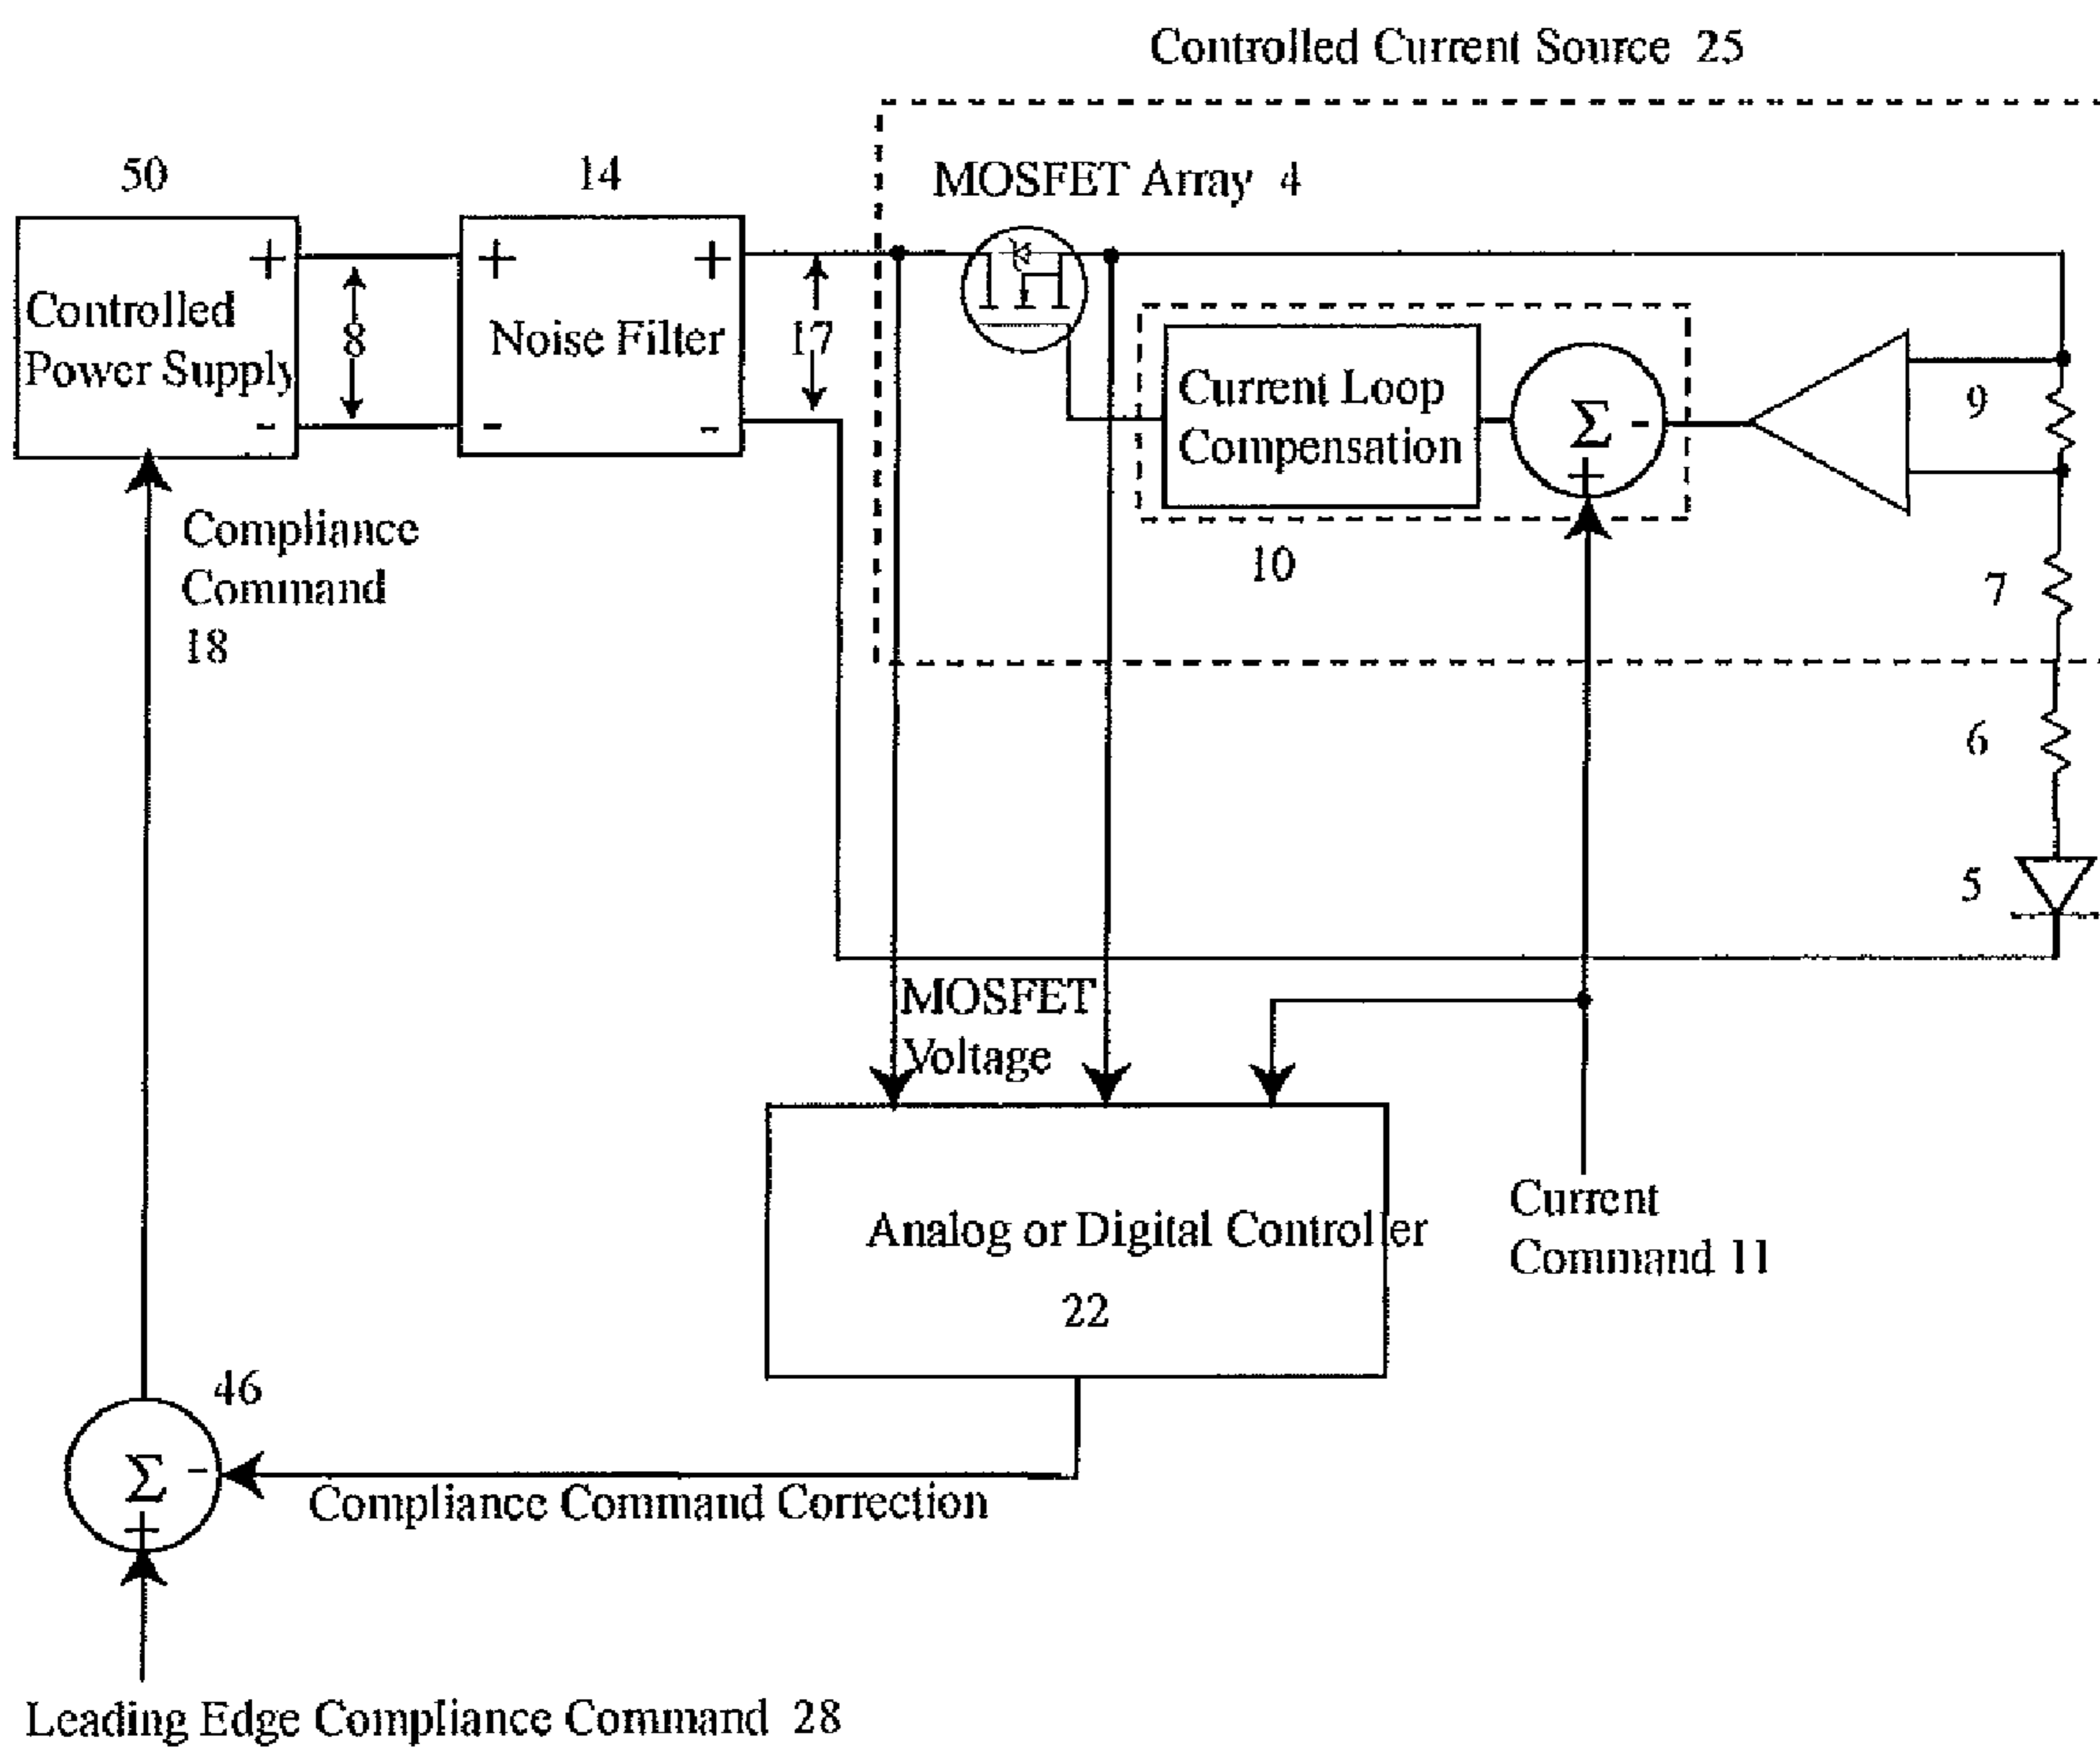 Controlled Current Source 25
50
14
MOSFET Array 4
+
+
+
Controlled
Power Supply
8
Noise Filter
17
-
-
-
Current Loop
Compensation
Σ
-
+
9
10
7
Compliance
Command
18
6
5
MOSFET
Voltage
Analog or Digital Controller
22
Current
Command 11
46
Σ
-
+
Compliance Command Correction
Leading Edge Compliance Command 28